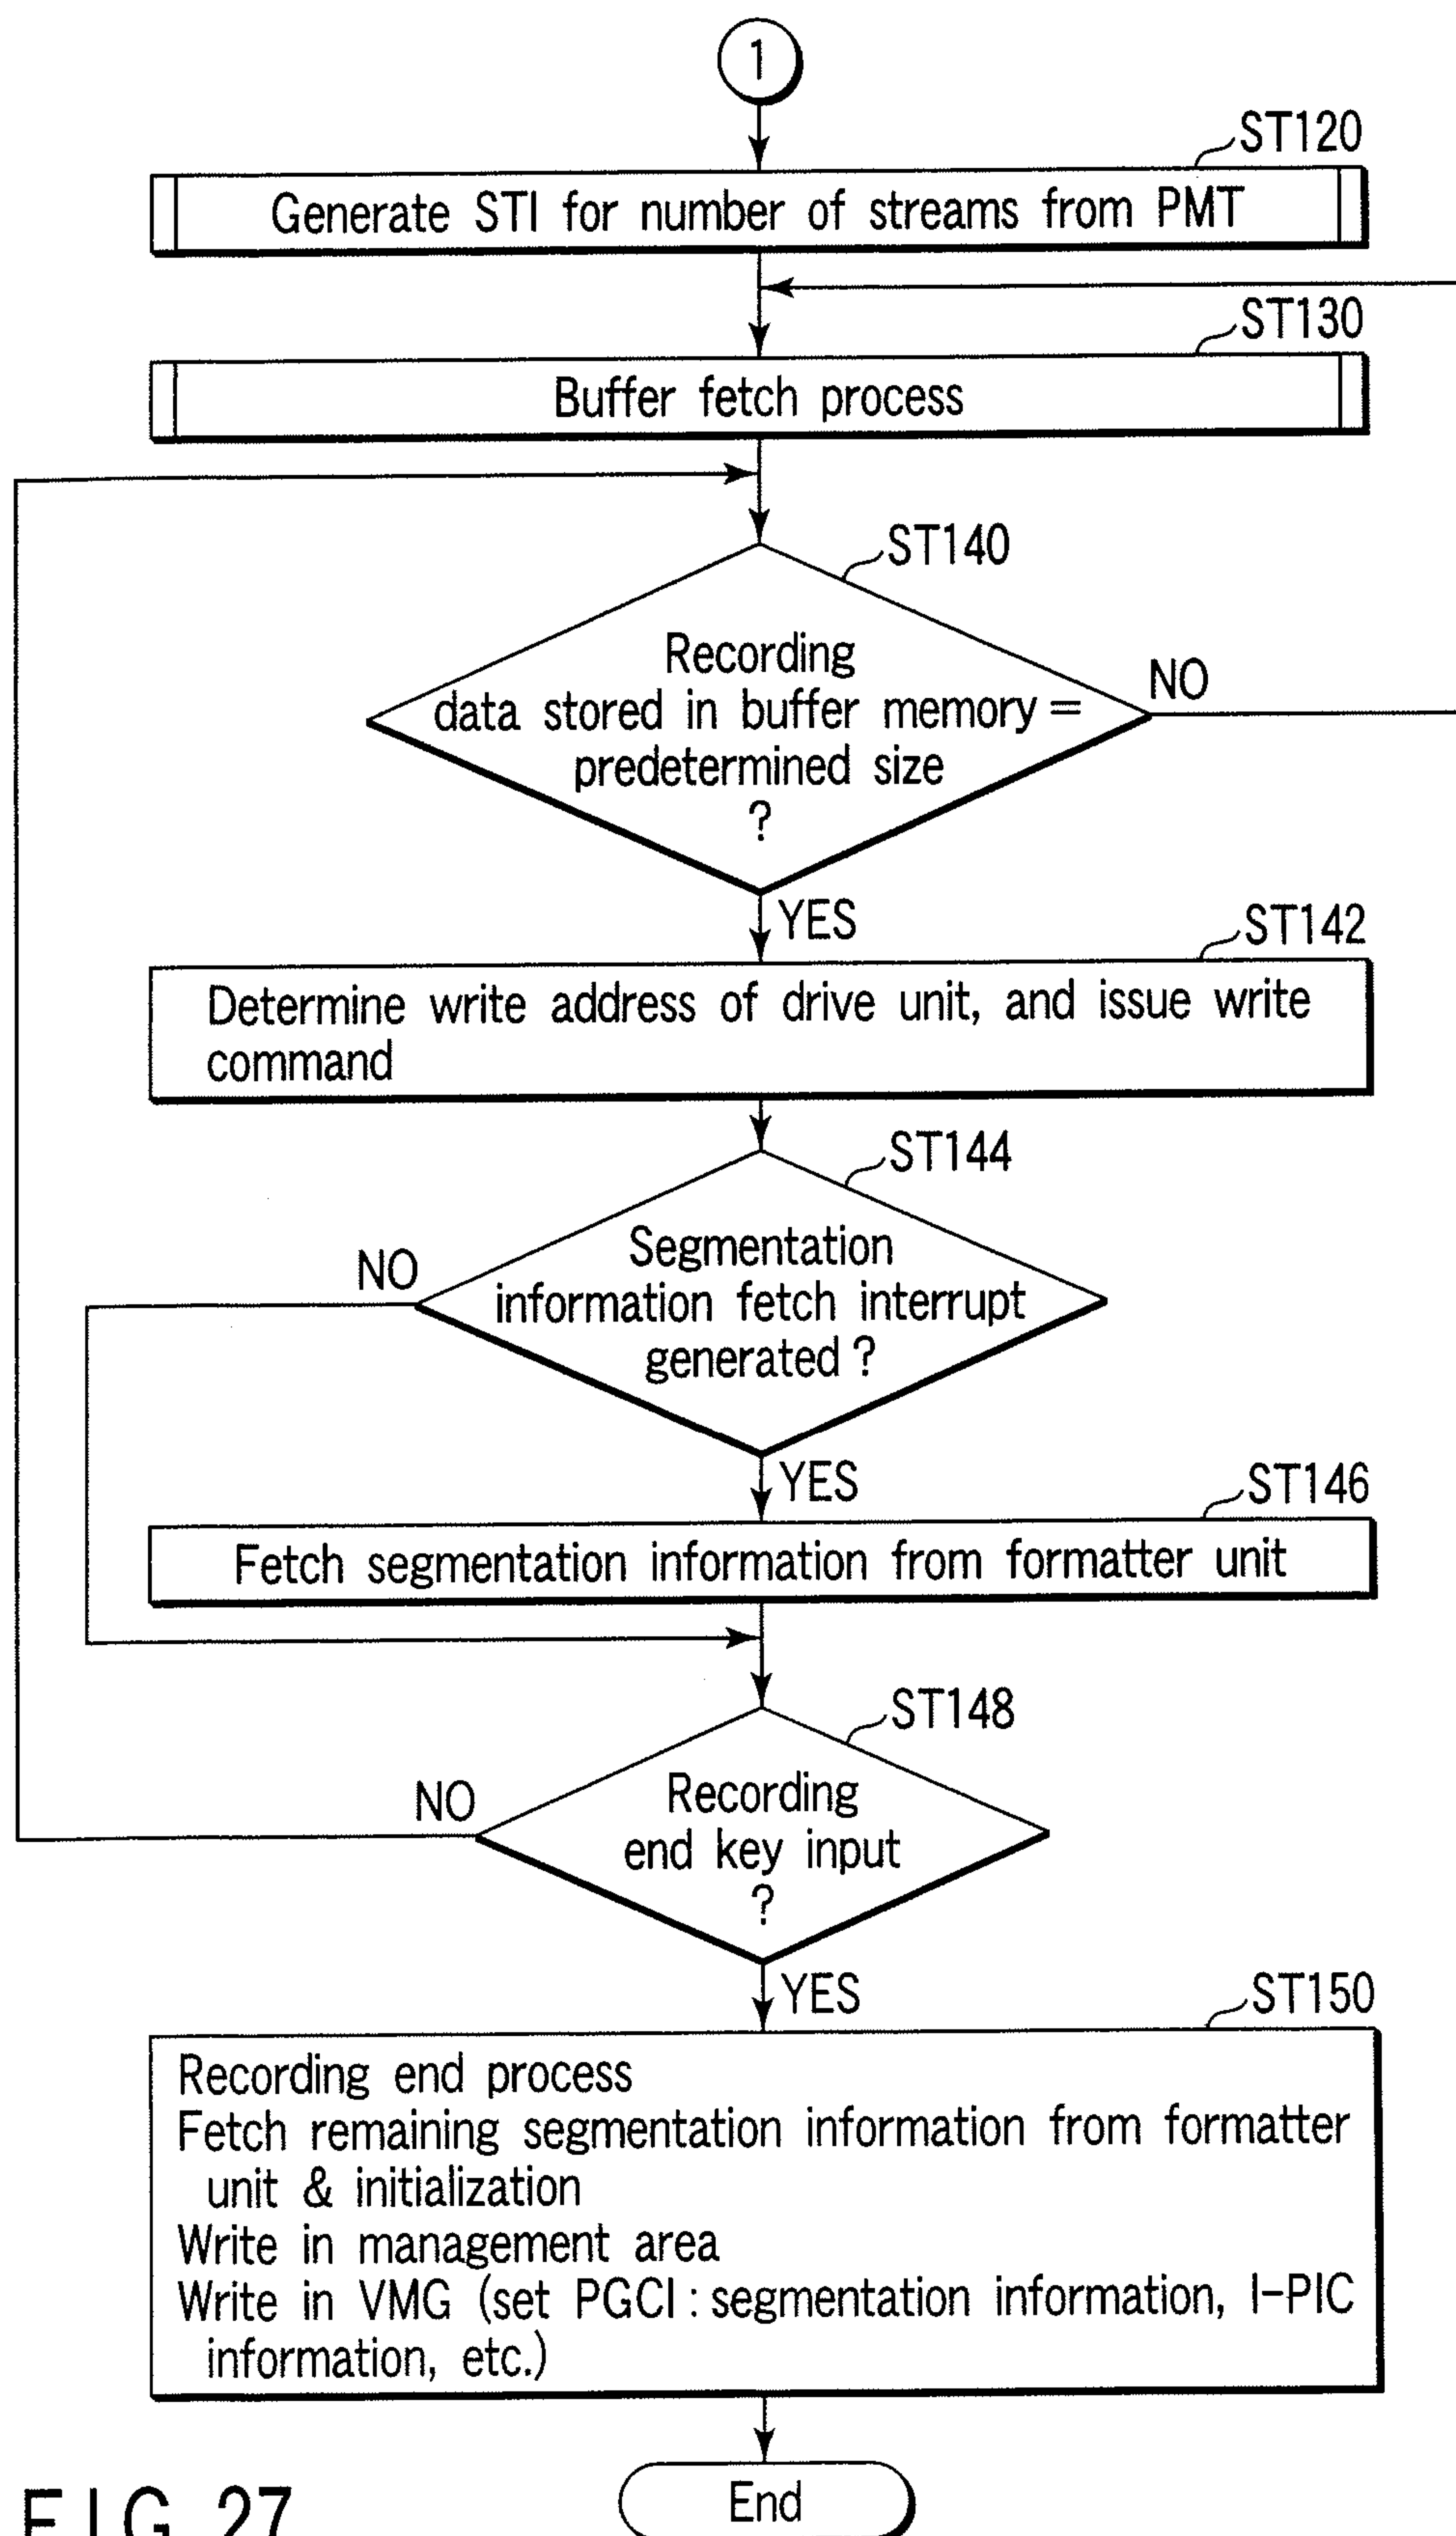 1
ST120
Generate STI for number of streams from PMT
ST130
Buffer fetch process
ST140
Recording
data stored in buffer memory =
predetermined size
?
NO
YES
ST142
Determine write address of drive unit, and issue write
command
ST144
Segmentation
information fetch interrupt
generated ?
NO
YES
ST146
Fetch segmentation information from formatter unit
ST148
Recording
end key input
?
NO
YES
ST150
Recording end process
Fetch remaining segmentation information from formatter
unit & initialization
Write in management area
Write in VMG (set PGCI : segmentation information, I-PIC
information, etc.)
End
FIG. 27